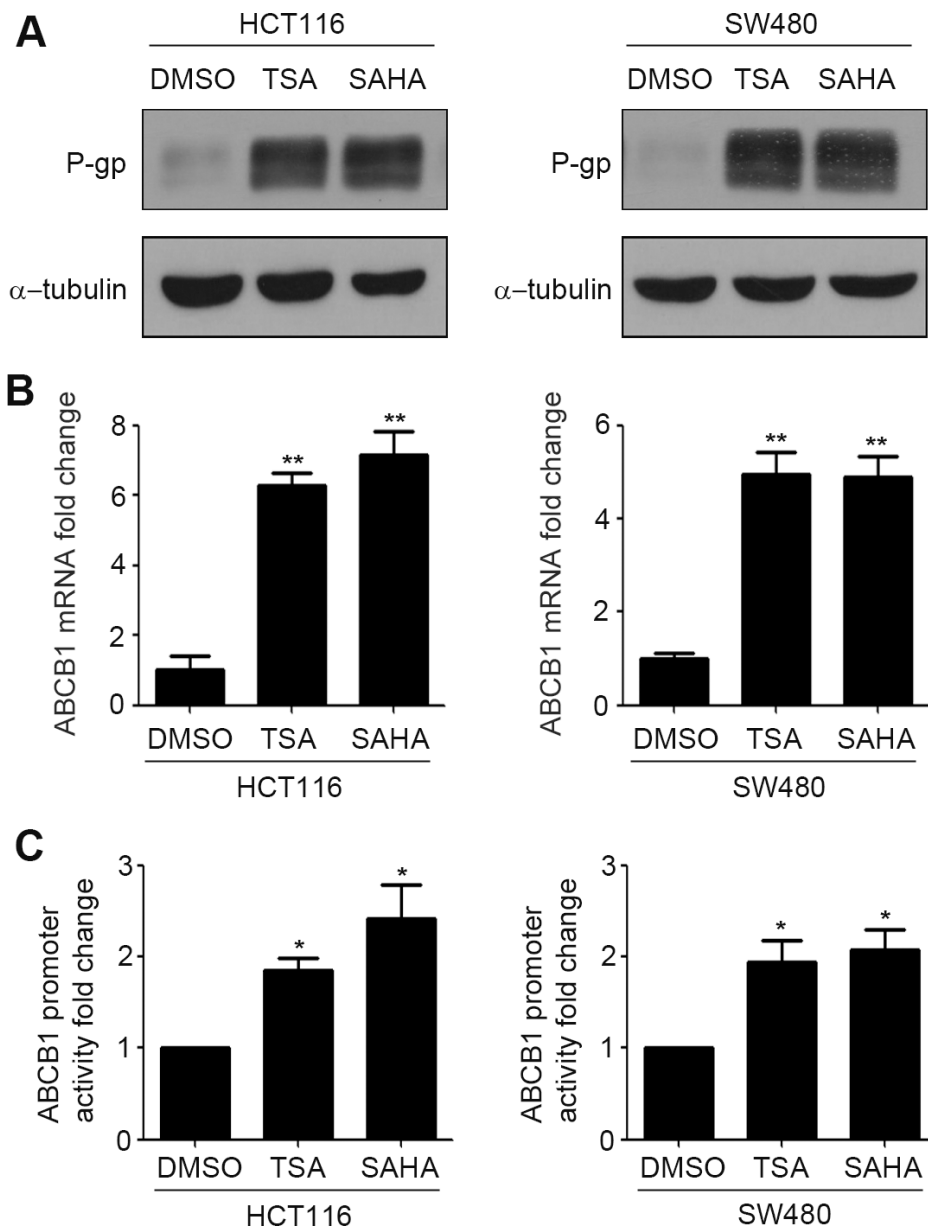 A
HCT116
SW480
DMSO TSA SAHA
DMSO TSA SAHA
P-gp
P-gp
α–tubulin
α–tubulin
B
ABCB1 mRNA fold change
8
6
4
2
0
**
**
DMSO TSA SAHA
HCT116
ABCB1 mRNA fold change
6
4
2
0
**
**
DMSO TSA SAHA
SW480
C
ABCB1 promoter
activity fold change
3
2
1
0
*
*
DMSO TSA SAHA
HCT116
ABCB1 promoter
activity fold change
3
2
1
0
*
*
DMSO TSA SAHA
SW480